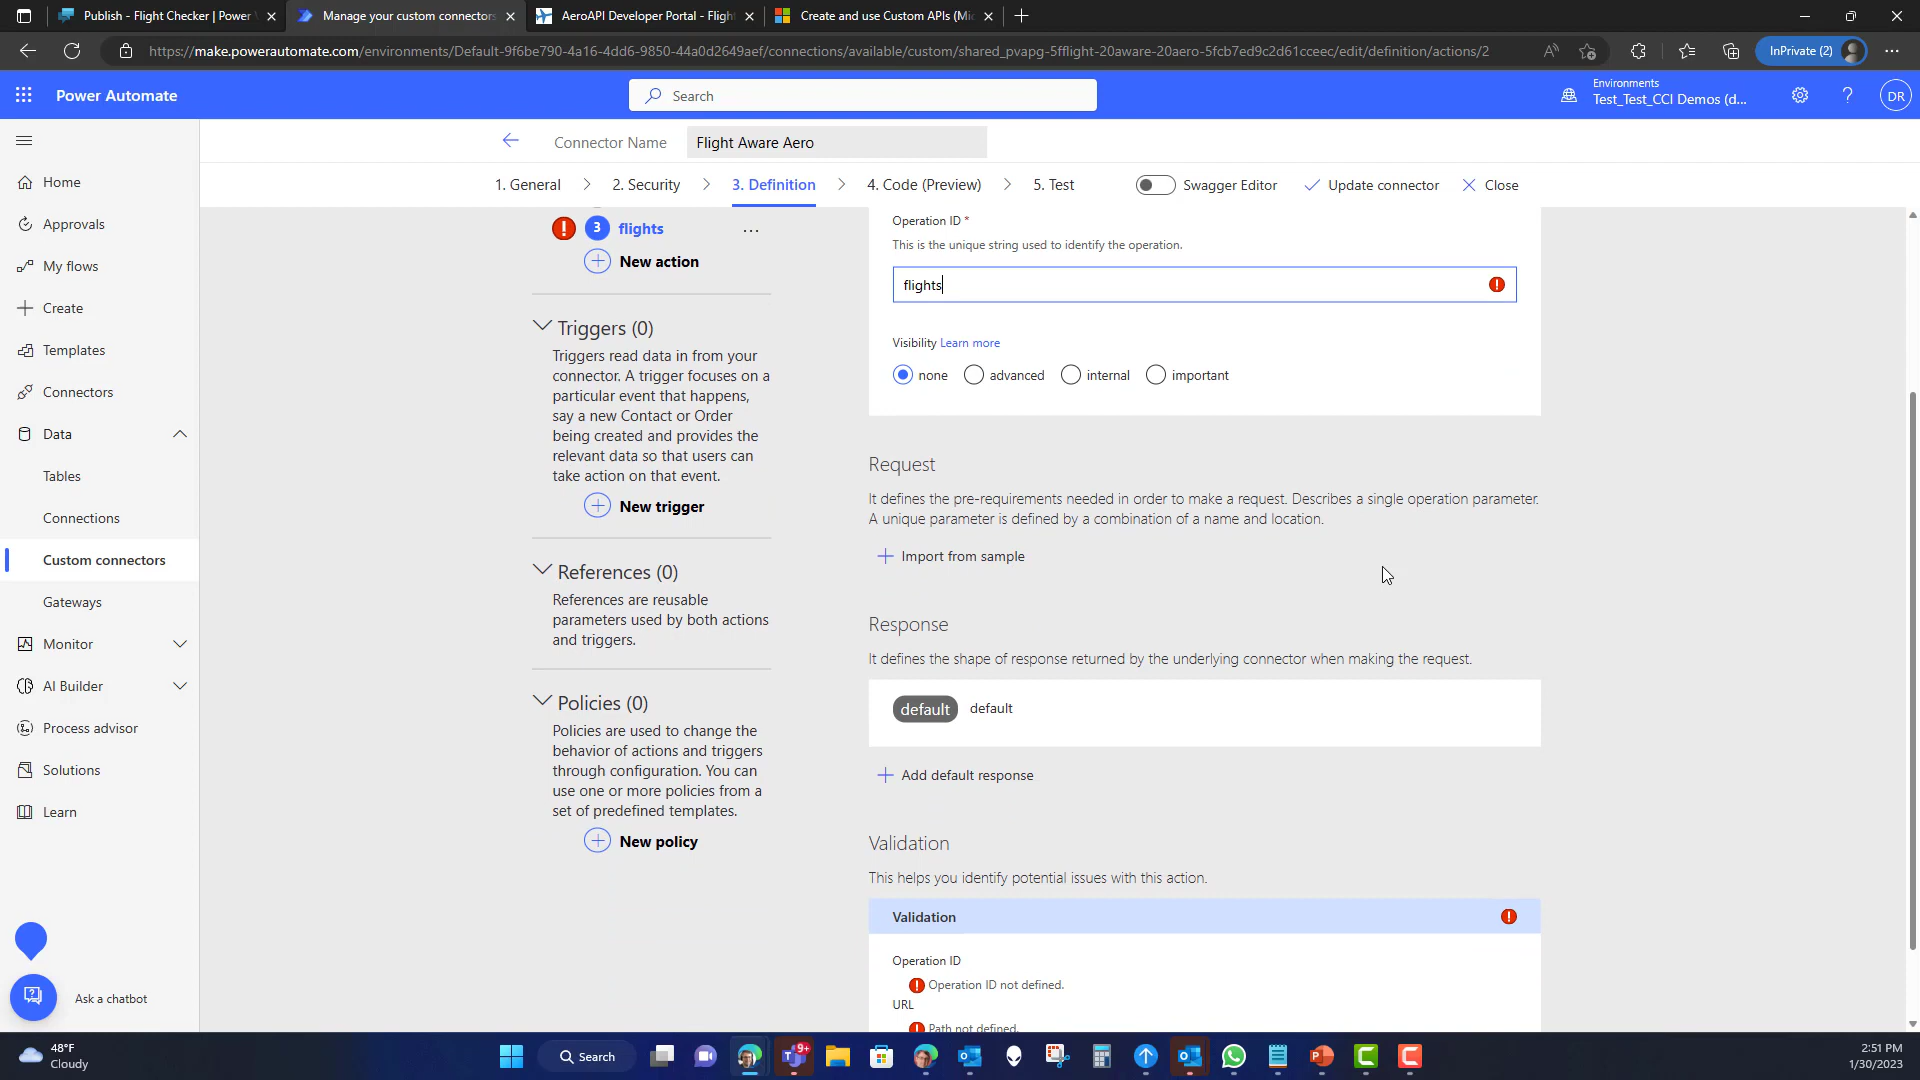 Publish - Flight Checker | Power
Manage your custom connectors
AeroAPI Developer Portal - Flight
Create and use Custom APIs (Mic
https://make.powerautomate.com/environments/Default-9f6be790-4a16-4dd6-9850-44a0d2649aef/connections/available/custom/shared_pvapg-5fflight-20aware-20aero-5fcb7ed9c2d61cceec/edit/definition/actions/2
InPrivate (2)
Power Automate
Search
Environments
Test_Test_CCI Demos (d...
DR
Connector Name
Flight Aware Aero
1. General
2. Security
3. Definition
4. Code (Preview)
5. Test
Swagger Editor
Update connector
Close
Home
Approvals
My flows
Create
Templates
Connectors
Data
Tables
Connections
Custom connectors
Gateways
Monitor
AI Builder
Process advisor
Solutions
Learn
Ask a chatbot
3 flights
New action
Triggers (0)
Triggers read data in from your
connector. A trigger focuses on a
particular event that happens,
say a new Contact or Order
being created and provides the
relevant data so that users can
take action on that event.
New trigger
References (0)
References are reusable
parameters used by both actions
and triggers.
Policies (0)
Policies are used to change the
behavior of actions and triggers
through configuration. You can
use one or more policies from a
set of predefined templates.
New policy
Operation ID *
This is the unique string used to identify the operation.
flights
Visibility Learn more
none
advanced
internal
important
Request
It defines the pre-requirements needed in order to make a request. Describes a single operation parameter.
A unique parameter is defined by a combination of a name and location.
Import from sample
Response
It defines the shape of response returned by the underlying connector when making the request.
default default
Add default response
Validation
This helps you identify potential issues with this action.
Validation
Operation ID
Operation ID not defined.
URL
Path not defined.
48°F
Cloudy
Search
9+
2:51 PM
1/30/2023